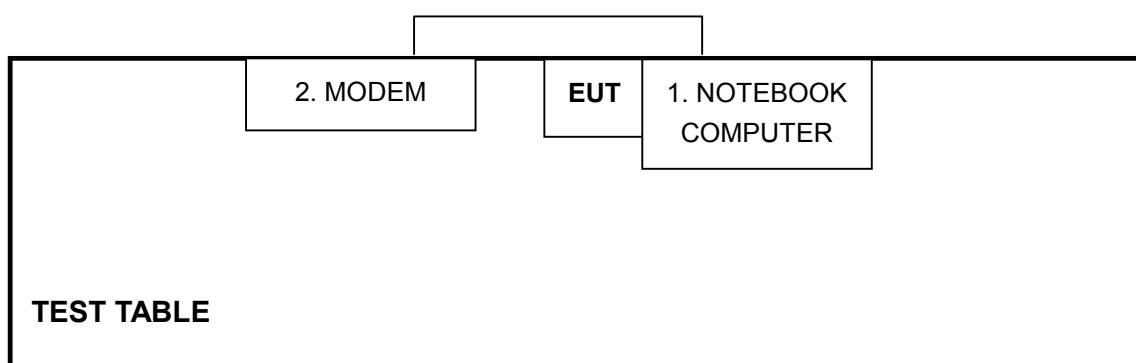 2. MODEM
EUT
1. NOTEBOOK
COMPUTER
TEST TABLE